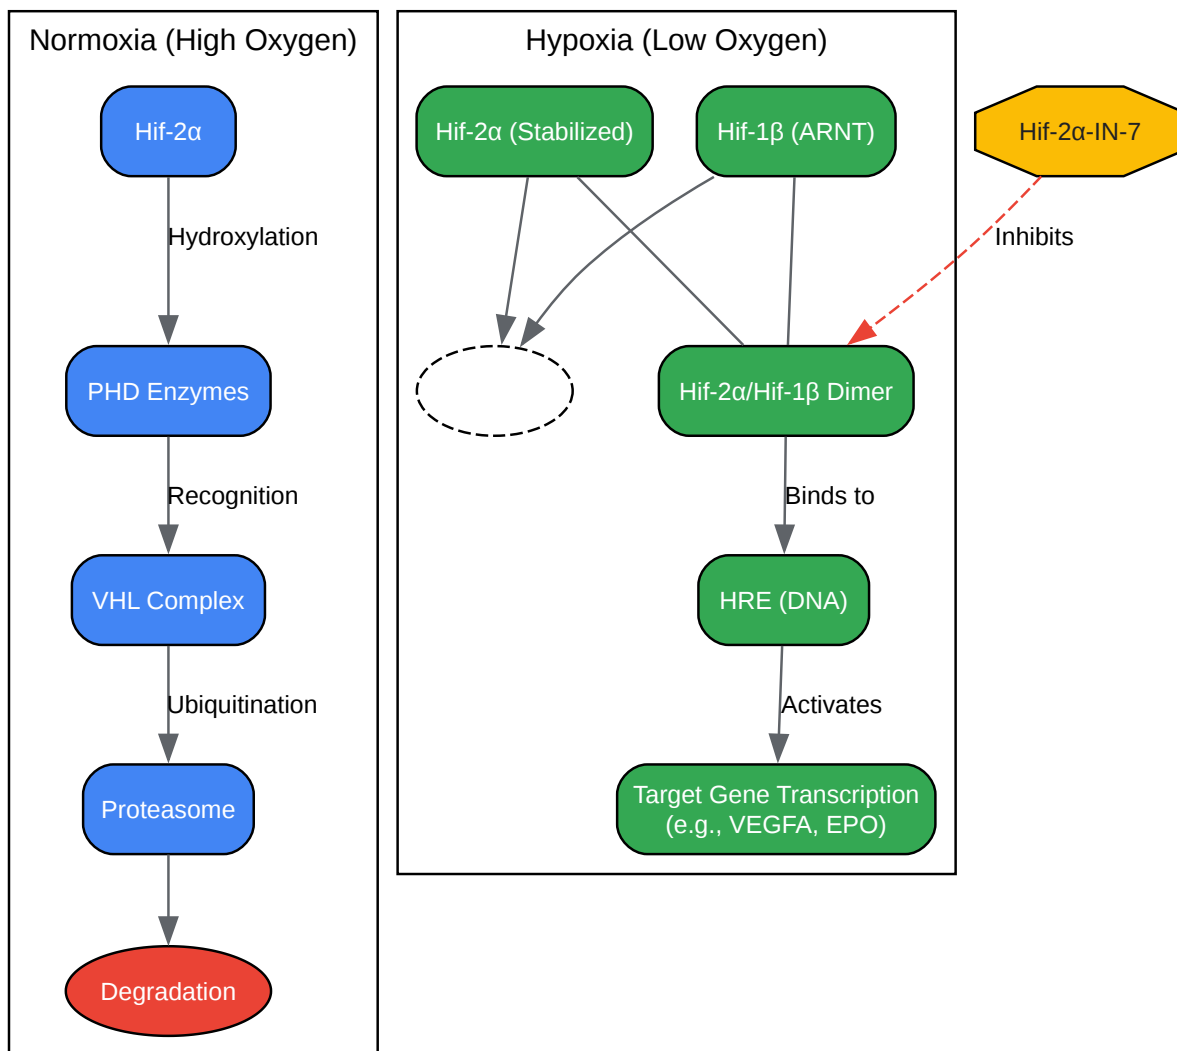 Normoxia (High Oxygen)
Hif-2α
Hydroxylation
PHD Enzymes
Recognition
VHL Complex
Ubiquitination
Proteasome
Degradation
Hypoxia (Low Oxygen)
Hif-2α (Stabilized)
Hif-1β (ARNT)
Hif-2α/Hif-1β Dimer
Binds to
HRE (DNA)
Activates
Target Gene Transcription
(e.g., VEGFA, EPO)
Hif-2α-IN-7
Inhibits